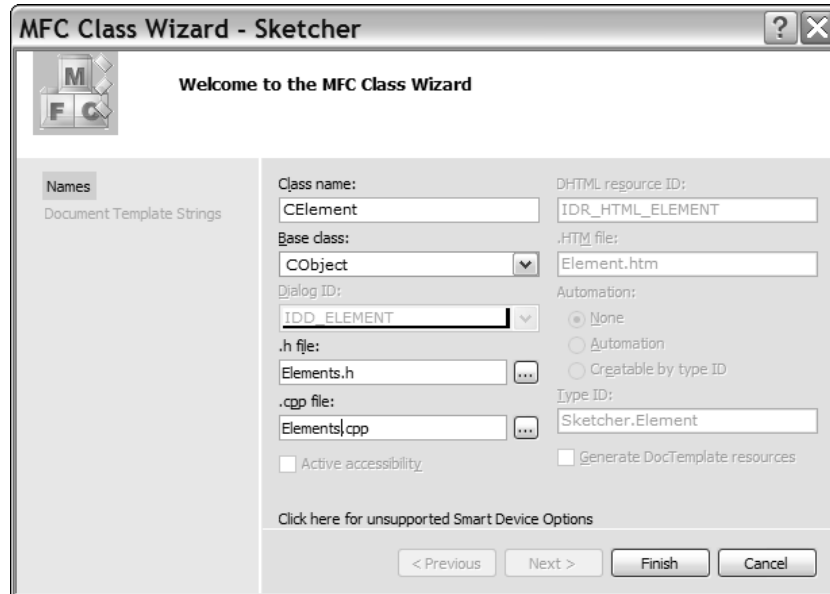 MFC Class Wizard - Sketcher
?
M
F C
Welcome to the MFC Class Wizard
Names
Document Template Strings
Class name:
CElement
Base class:
CObject
Dialog ID:
IDD_ELEMENT
.h file:
Elements.h
...
.cpp file:
Elements.cpp
...
Active accessibility
DHTML resource ID:
IDR_HTML_ELEMENT
.HTM file:
Element.htm
Automation:
None
Automation
Creatable by type ID
Type ID:
Sketcher.Element
Generate DocTemplate resources
Click here for unsupported Smart Device Options
< Previous
Next >
Finish
Cancel